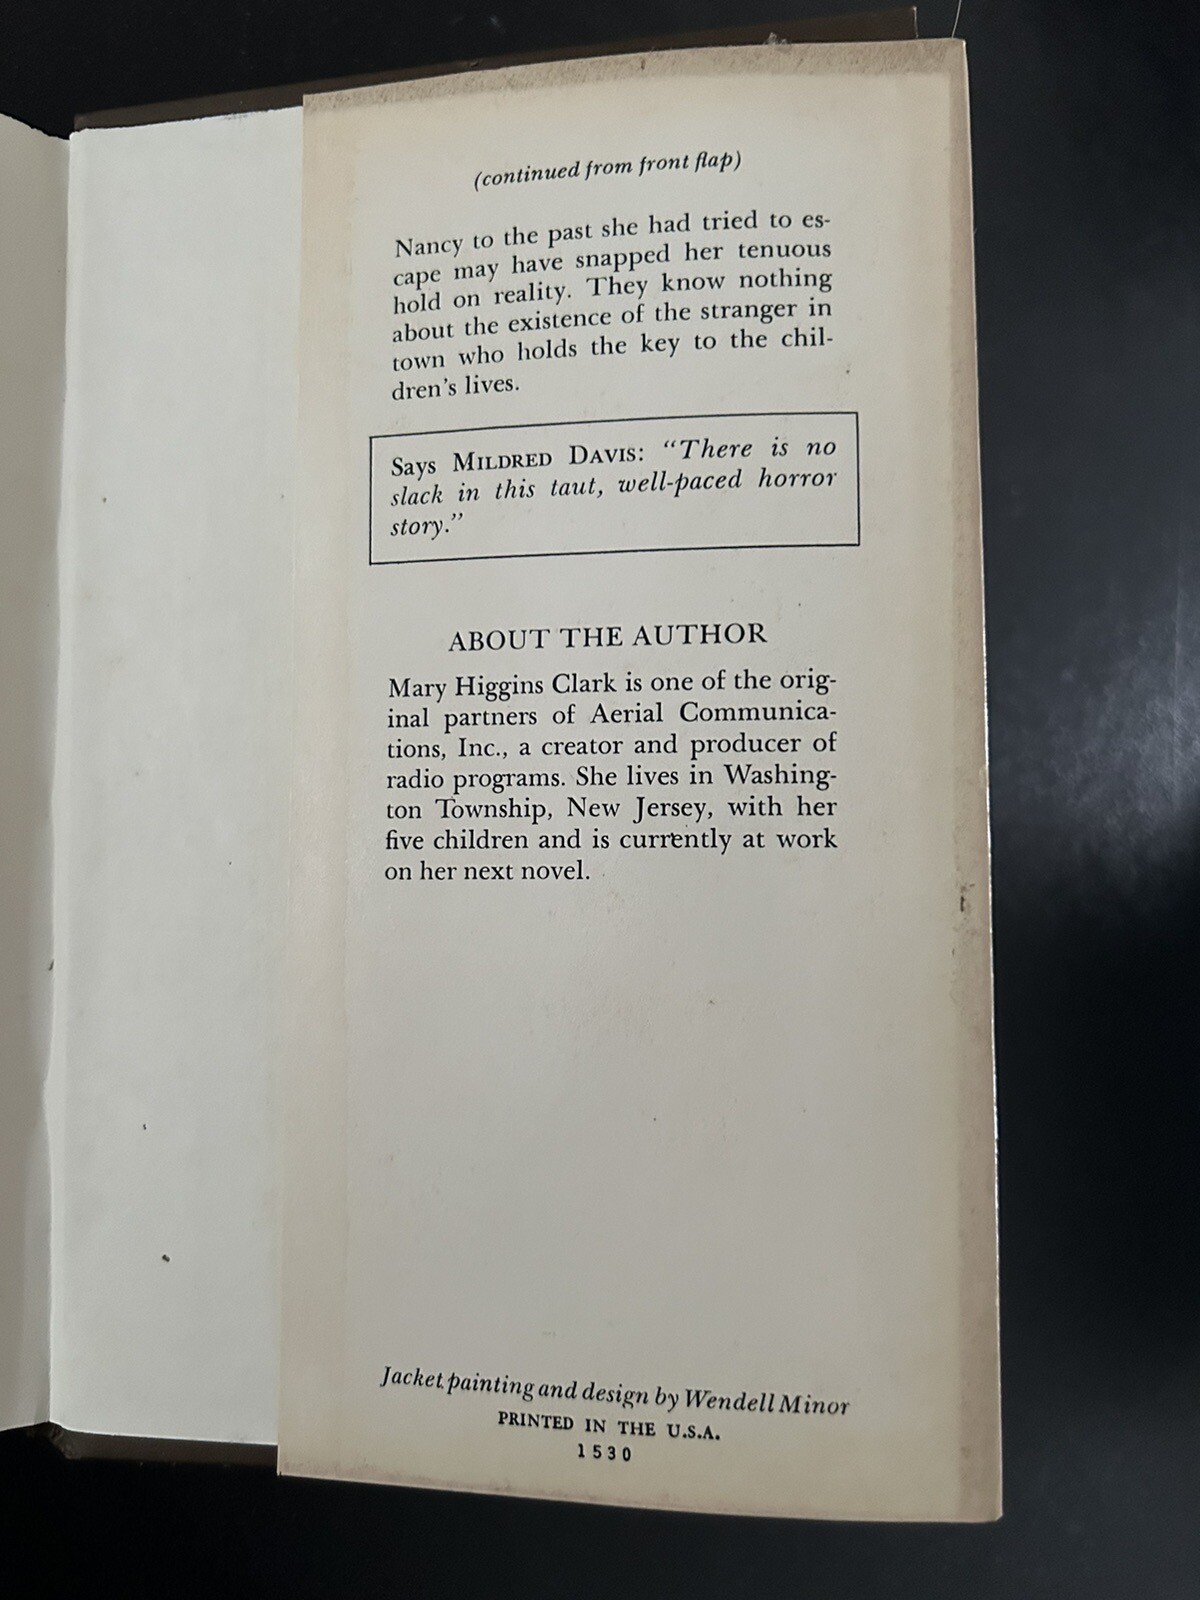 (continued from front flap)
Nancy to the past she had tried to es-
cape may have snapped her tenuous
hold on reality. They know nothing
about the existence of the stranger in
town who holds the key to the chil-
dren's lives.
Says MILDRED DAVIS: “There is no
slack in this taut, well-paced horror
story.”
ABOUT THE AUTHOR
Mary Higgins Clark is one of the orig-
inal partners of Aerial Communica-
tions, Inc., a creator and producer of
radio programs. She lives in Washing-
ton Township, New Jersey, with her
five children and is currently at work
on her next novel.
Jacket painting and design by Wendell Minor
PRINTED IN THE U.S.A.
1530